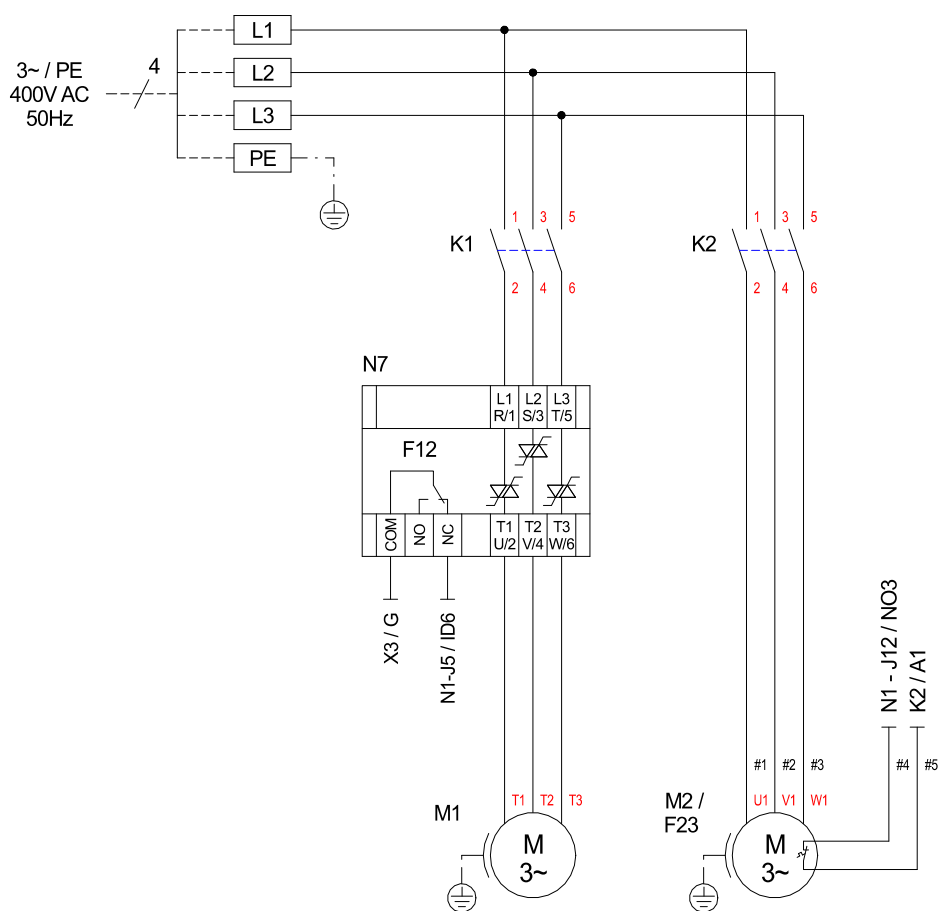 L1
3~ / PE
400V AC
50Hz
4
L2
L3
PE
K1
1
3
5
2
4
6
K2
1
3
5
2
4
6
N7
L1
R/1
L2
S/3
L3
T/5
F12
COM
NO
NC
T1
U/2
T2
V/4
T3
W/6
X3 / G
N1-J5 / ID6
N1 - J12 / NO3
K2 / A1
#1
#2
#3
#4
#5
M1
T1
T2
T3
M
3~
M2 /
F23
U1
V1
W1
M
3~